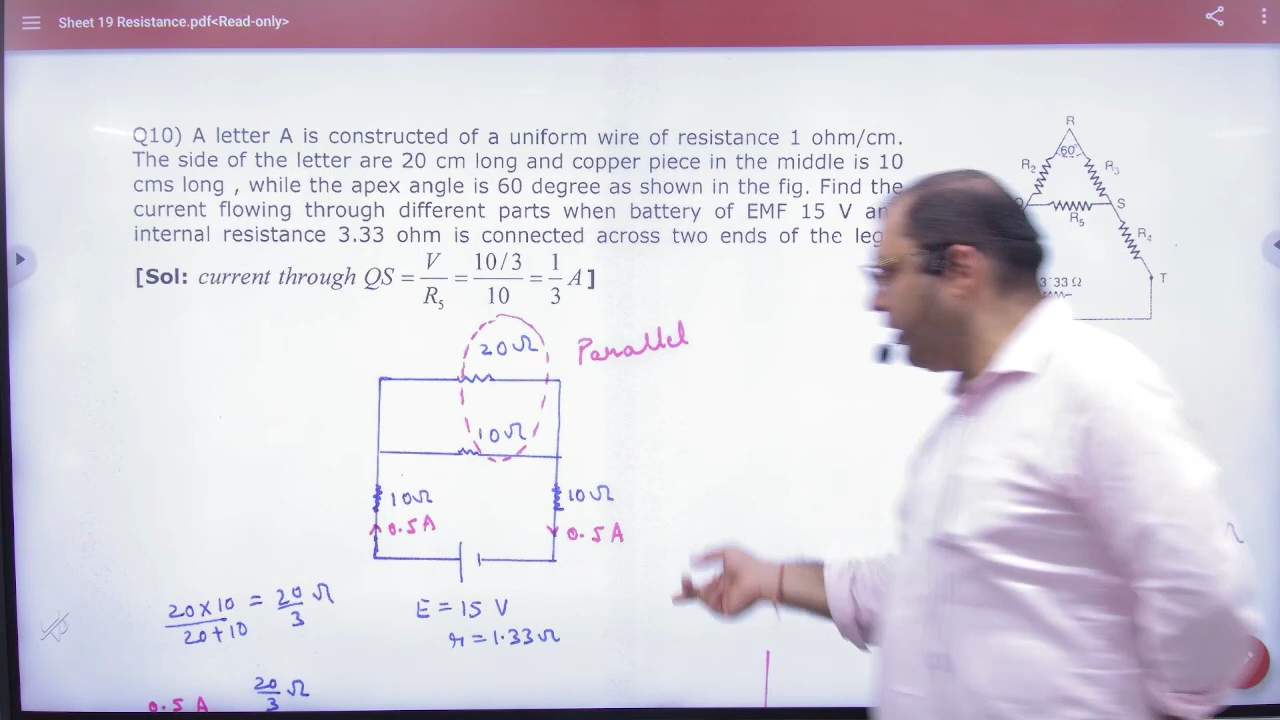 Sheet 19 Resistance.pdf<Read-only>
Q10) A letter A is constructed of a uniform wire of resistance 1 ohm/cm.
The side of the letter are 20 cm long and copper piece in the middle is 10
cms long , while the apex angle is 60 degree as shown in the fig. Find the
current flowing through different parts when battery of EMF 15 V an
internal resistance 3.33 ohm is connected across two ends of the leg
[Sol: current through QS = V/R₅ = 10/3/10 = 1/3 A ]
R
60°
R₂
R₃
S
R₅
R₄
3·33 Ω
T
20Ω
Parallel
10Ω
10Ω
10Ω
0.5A
0.5A
20×10/20+10 = 20/3 Ω
E = 15 V
r = 1.33Ω
20/3 Ω
0.5 A